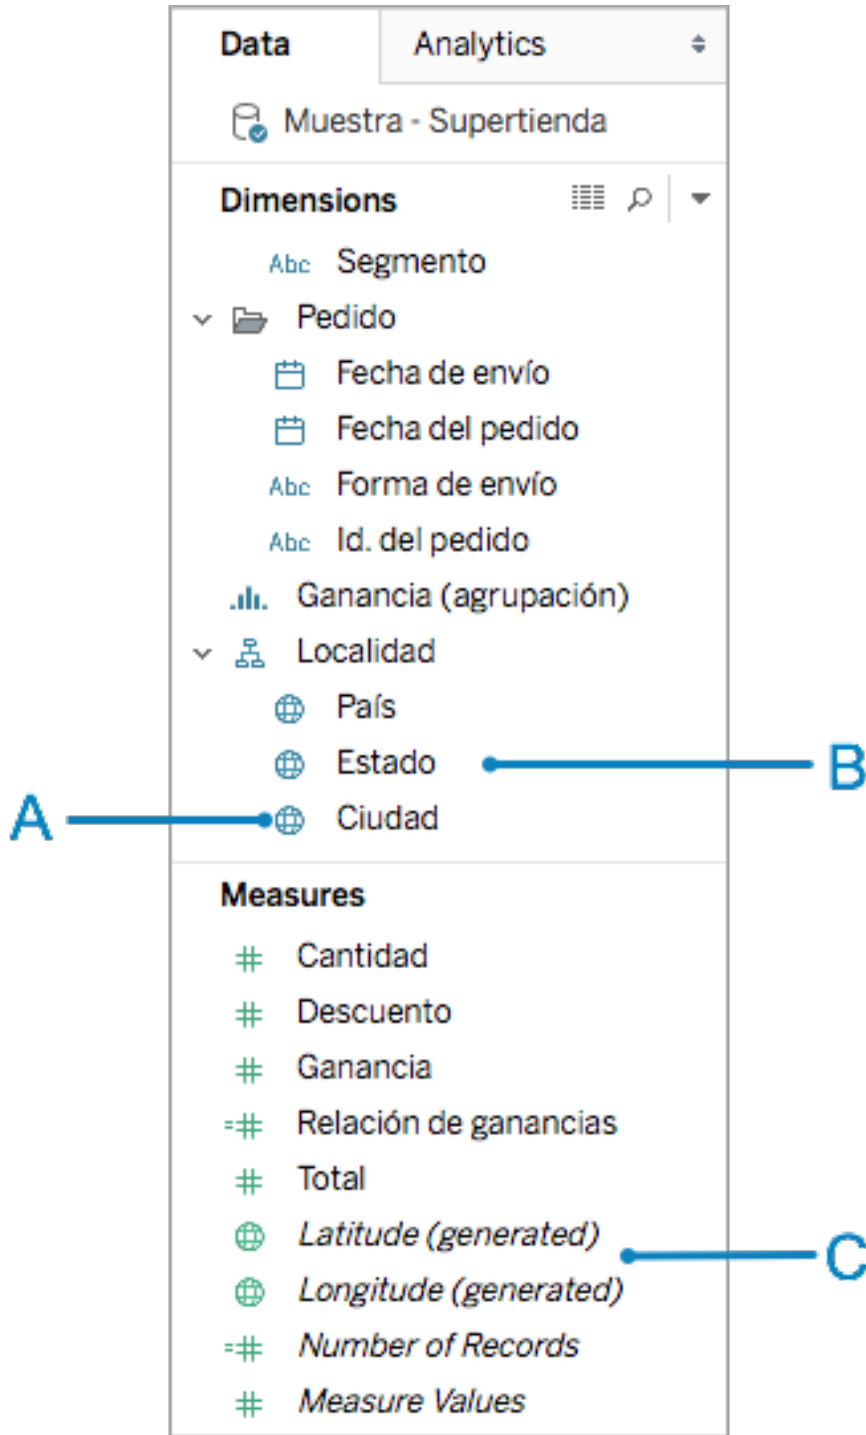 Data Analytics
Muestra - Supertienda
Dimensions
Abc Segmento
Pedido
Fecha de envío
Fecha del pedido
Abc Forma de envío
Abc Id. del pedido
Ganancia (agrupación)
Localidad
País
Estado
B
A
Ciudad
Measures
# Cantidad
# Descuento
# Ganancia
=# Relación de ganancias
# Total
Latitude (generated)
C
Longitude (generated)
=# Number of Records
# Measure Values